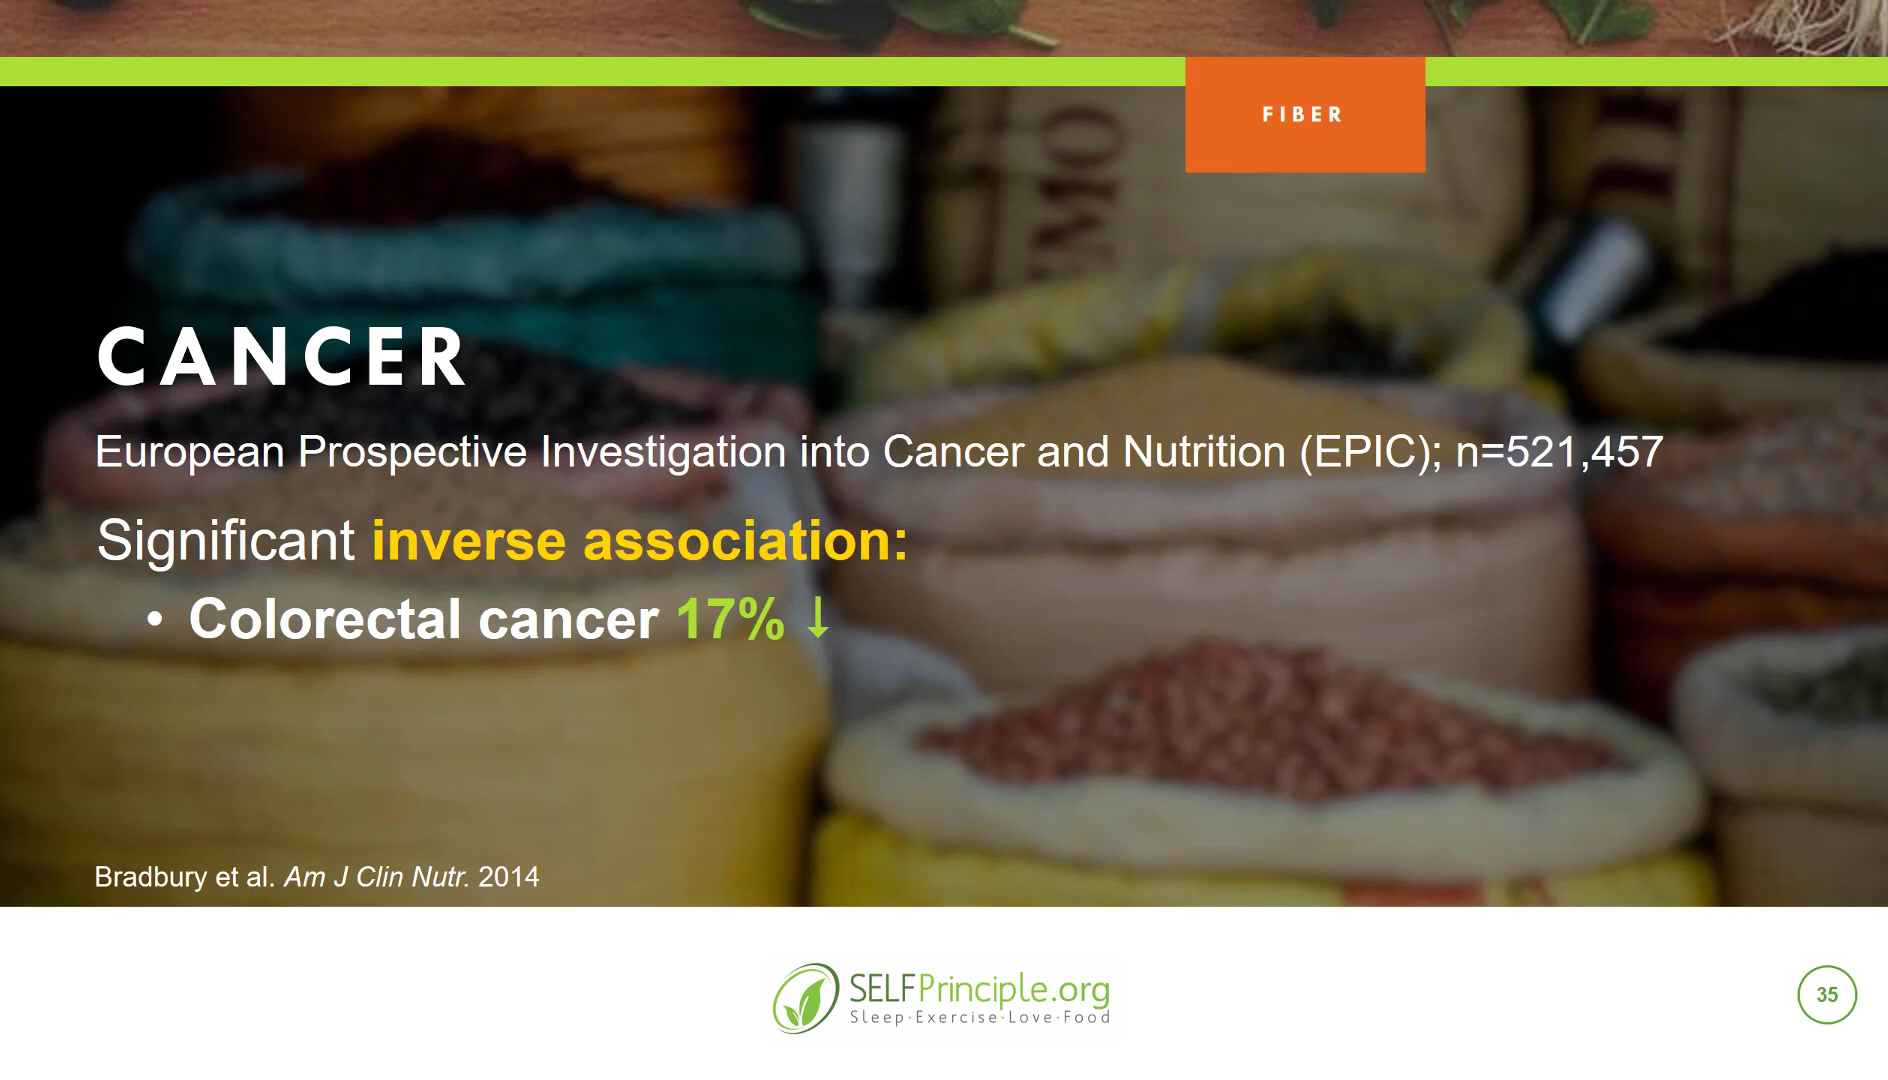 FIBER
CANCER
European Prospective Investigation into Cancer and Nutrition (EPIC); n=521,457
Significant inverse association:
• Colorectal cancer 17% ↓
Bradbury et al. Am J Clin Nutr. 2014
SELFPrinciple.org
Sleep·Exercise·Love·Food
35